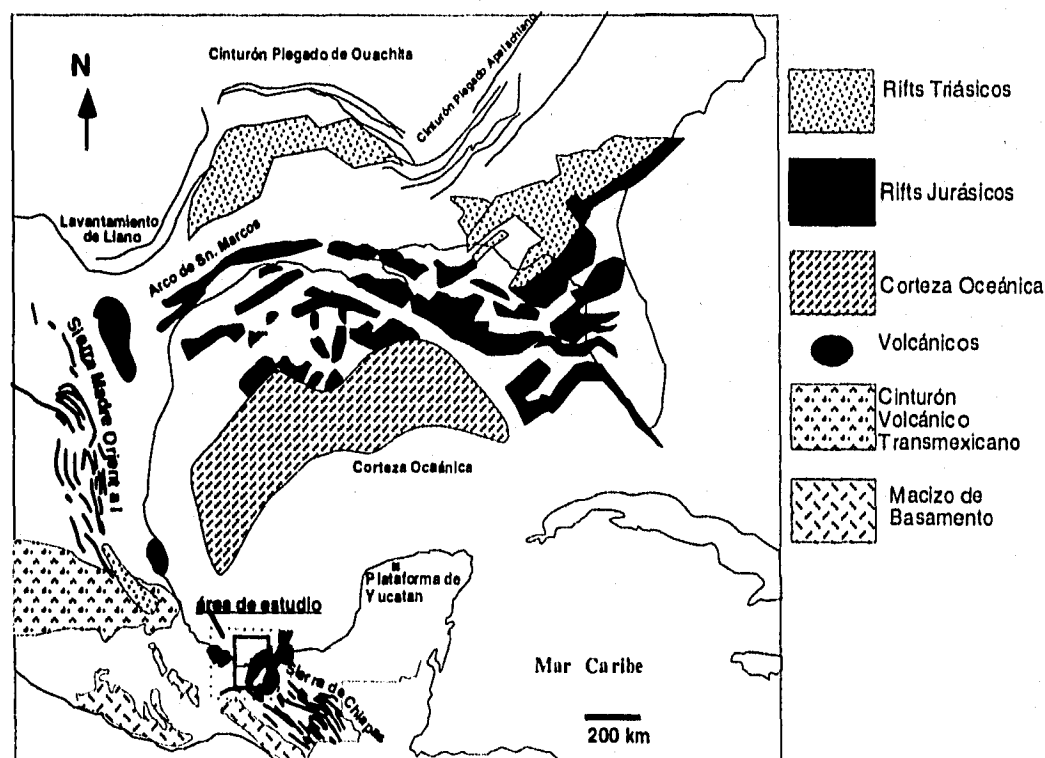 Cinturón Plegado de Ouachita
Cinturón Plegado Apalachiano
N
Lavantamiento
de Llano
Arco de Sn. Marcos
Sierra Madre Oriental
Corteza Oceánica
Plataforma de
Yucatan
área de estudio
Sierra de Chiapas
Mar Caribe
200 km
Rifts Triásicos
Rifts Jurásicos
Corteza Oceánica
Volcánicos
Cinturón
Volcánico
Transmexicano
Macizo de
Basamento